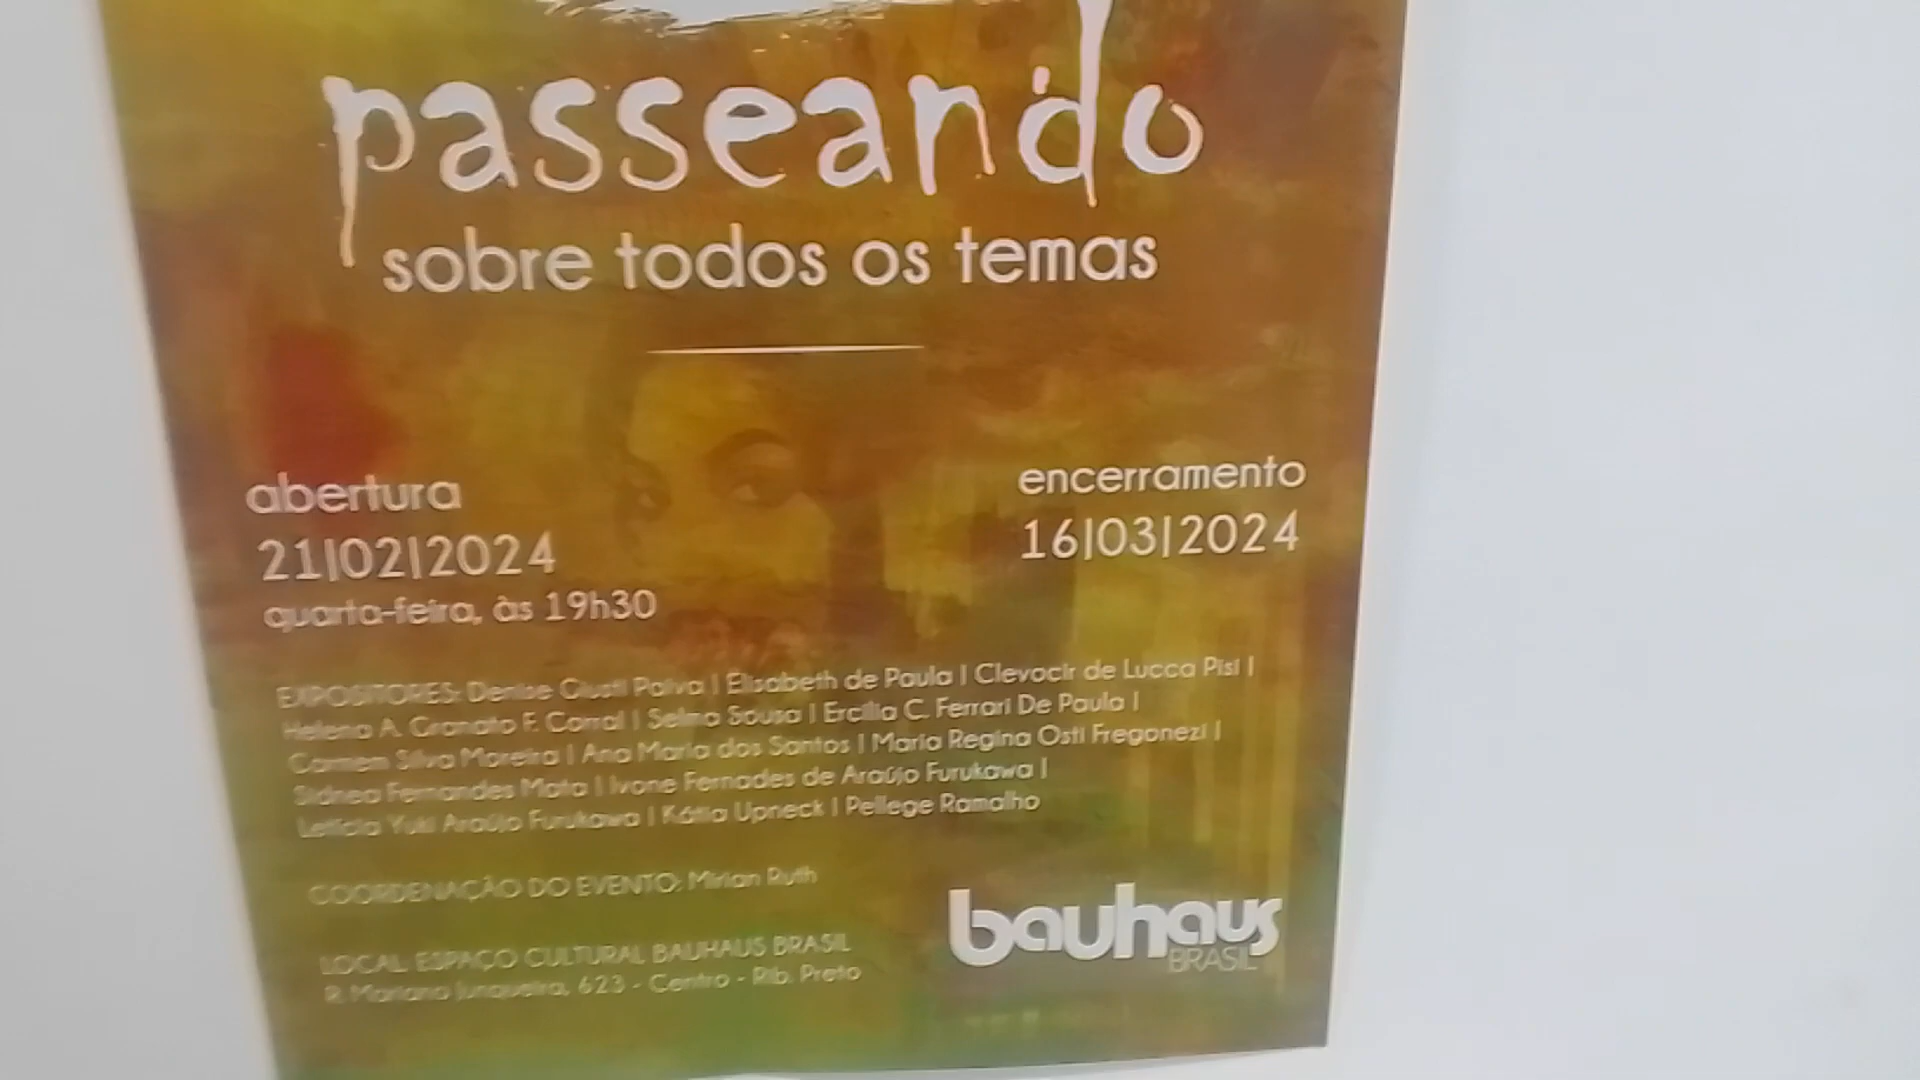 passeando
sobre todos os temas
abertura
21|02|2024
quarta-feira, às 19h30
encerramento
16|03|2024
EXPOSITORES: Denise Giusti Paiva | Elisabeth de Paula | Clevocir de Lucca Pisi |
Helena A. Granato F. Corral | Selma Sousa | Ercília C. Ferrari De Paula |
Carmem Silva Moreira | Ana Maria dos Santos | Maria Regina Osti Fregonezi |
Sidnea Fernandes Mata | Ivone Fernades de Araújo Furukawa |
Letícia Yuki Araújo Furukawa | Kátia Upneck | Pellege Ramalho
COORDENAÇÃO DO EVENTO: Mirian Ruth
LOCAL: ESPAÇO CULTURAL BAUHAUS BRASIL
R. Mariana Junqueira, 623 - Centro - Rib. Preto
bauhaus
BRASIL